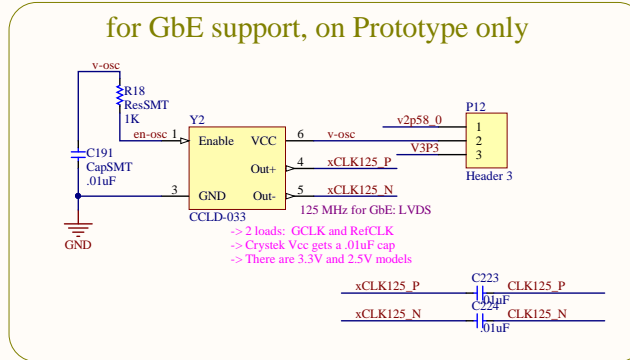 for GbE support, on Prototype only
v-osc
R18
ResSMT
1K
en-osc
C191
CapSMT
.01uF
GND
Y2
1 Enable VCC 6
Out+ 4
3 GND Out- 5
CCLD-033
v-osc
xCLK125_P
xCLK125_N
v2p58_0
V3P3
P12
1
2
3
Header 3
125 MHz for GbE: LVDS
-> 2 loads: GCLK and RefCLK
-> Crystek Vcc gets a .01uF cap
-> There are 3.3V and 2.5V models
xCLK125_P C223 CLK125_P
.01uF
xCLK125_N C224 CLK125_N
.01uF